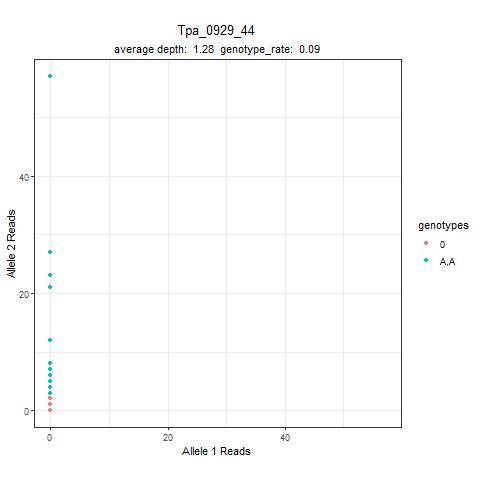 Tpa_0929_44
average depth: 1.28 genotype_rate: 0.09
Allele 2 Reads
40
20
0
0
20
40
Allele 1 Reads
genotypes
0
A,A